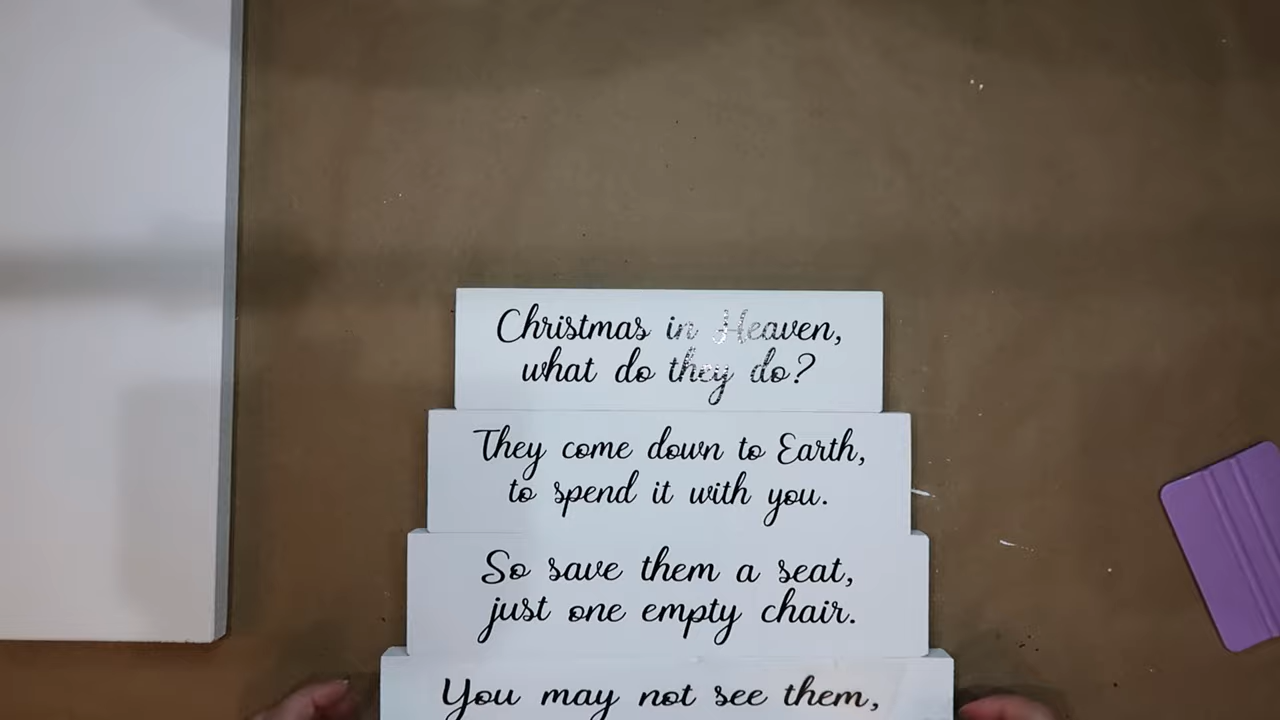 Christmas in Heaven,
what do they do?
They come down to Earth,
to spend it with you.
So save them a seat,
just one empty chair.
You may not see them,